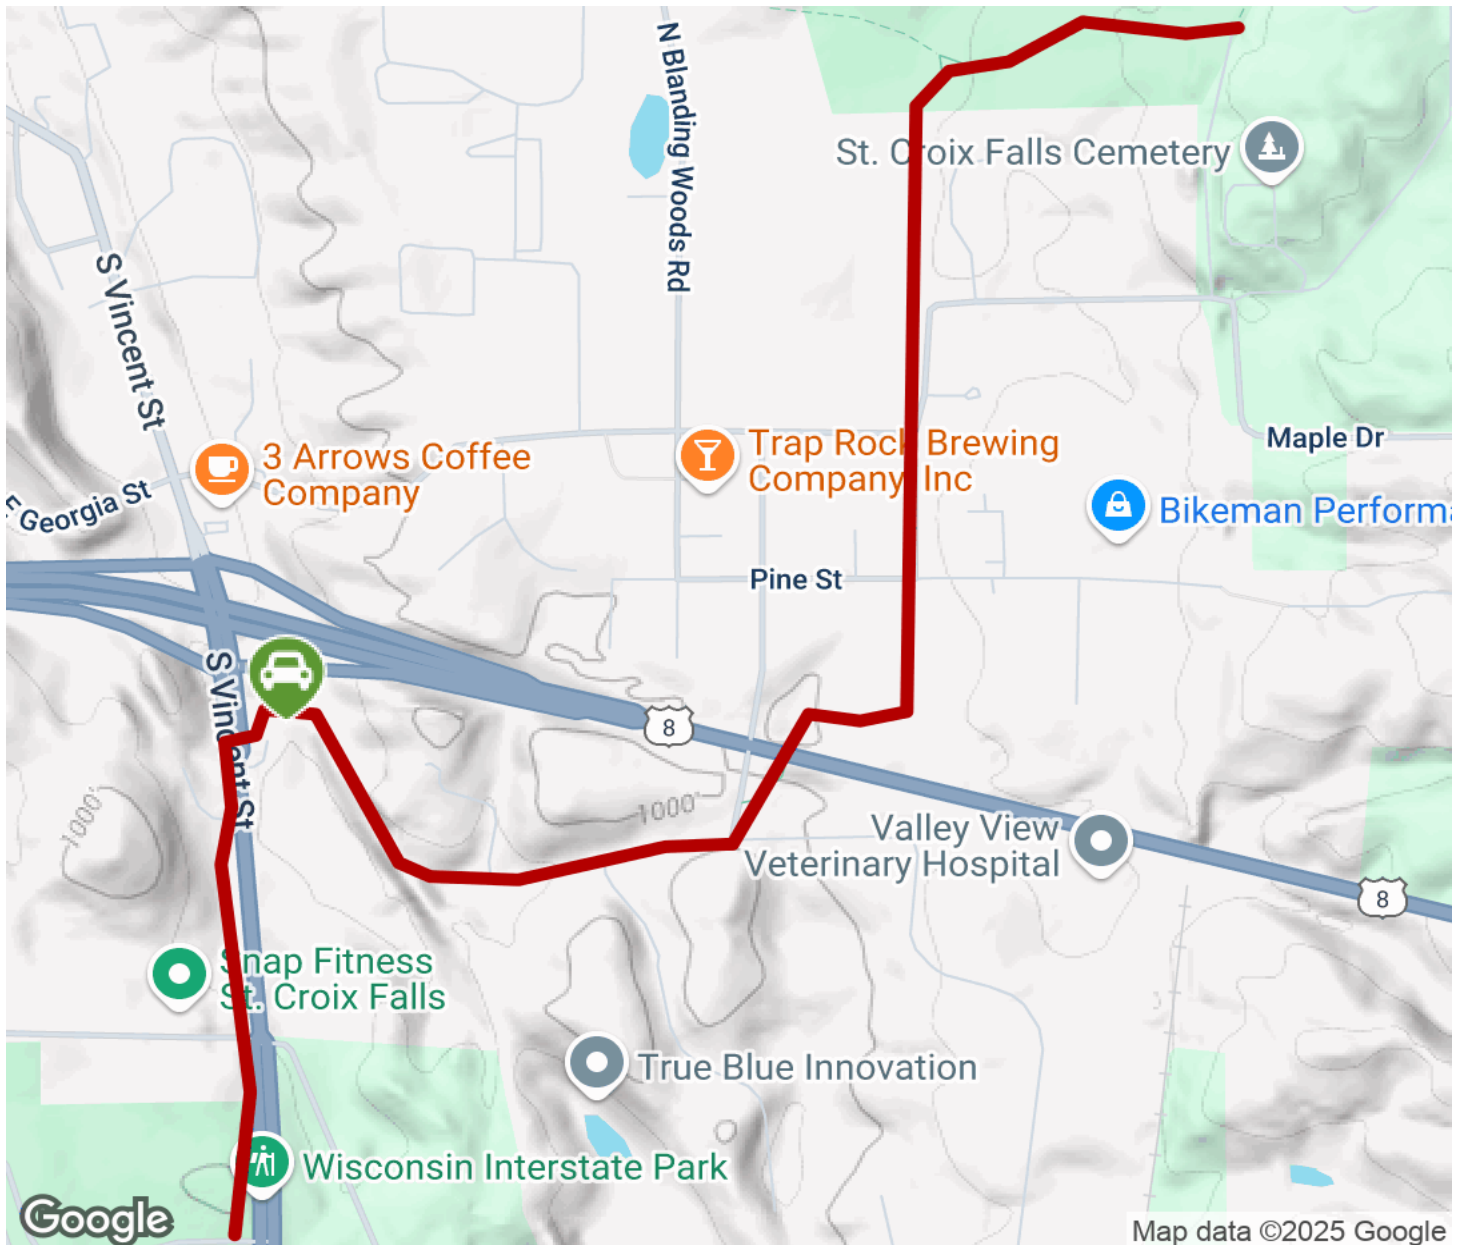 N Blanding Woods Rd
St. Croix Falls Cemetery
S Vincent St
3 Arrows Coffee
Company
Trap Rock Brewing
Company, Inc
Maple Dr
E Georgia St
Bikeman Performa
Pine St
S Vincent St
8
1000'
1000'
Valley View
Veterinary Hospital
8
Snap Fitness
St. Croix Falls
True Blue Innovation
Wisconsin Interstate Park
Google
Map data ©2025 Google